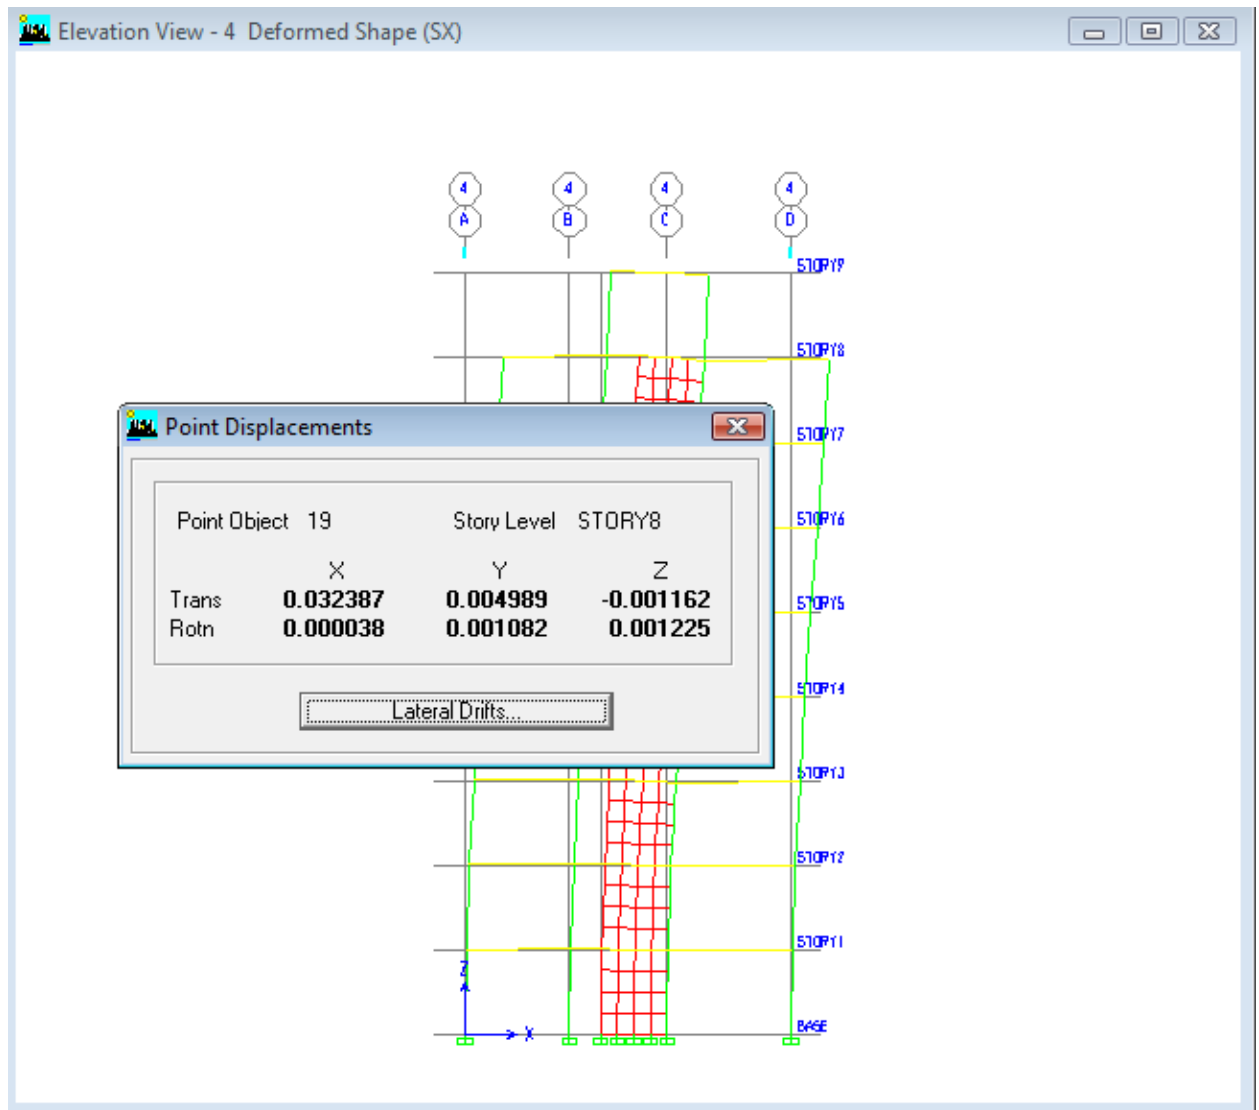 Elevation View - 4 Deformed Shape (SX)
4 4 4 4
A B C D
STORY9
STORY8
STORY7
STORY6
STORY5
STORY4
STORY3
STORY2
STORY1
BASE
Z
X
Point Displacements
Point Object 19 Story Level STORY8
X Y Z
Trans 0.032387 0.004989 -0.001162
Rotn 0.000038 0.001082 0.001225
Lateral Drifts...